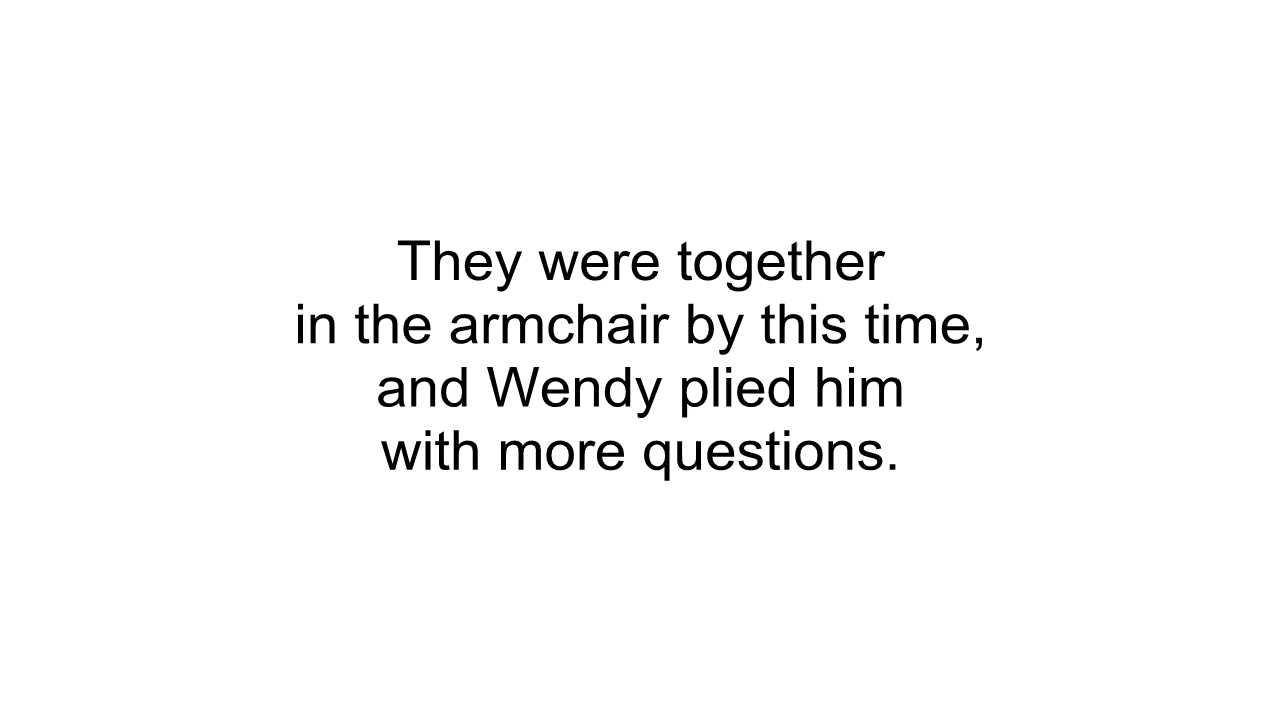 They were together
in the armchair by this time,
and Wendy plied him
with more questions.